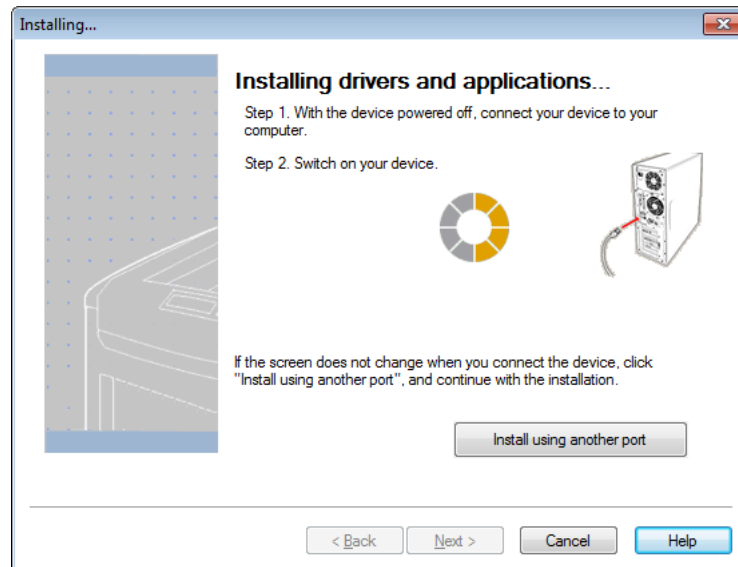 Installing...
Installing drivers and applications...
Step 1. With the device powered off, connect your device to your
computer.
Step 2. Switch on your device.
If the screen does not change when you connect the device, click
"Install using another port", and continue with the installation.
Install using another port
< Back Next > Cancel Help